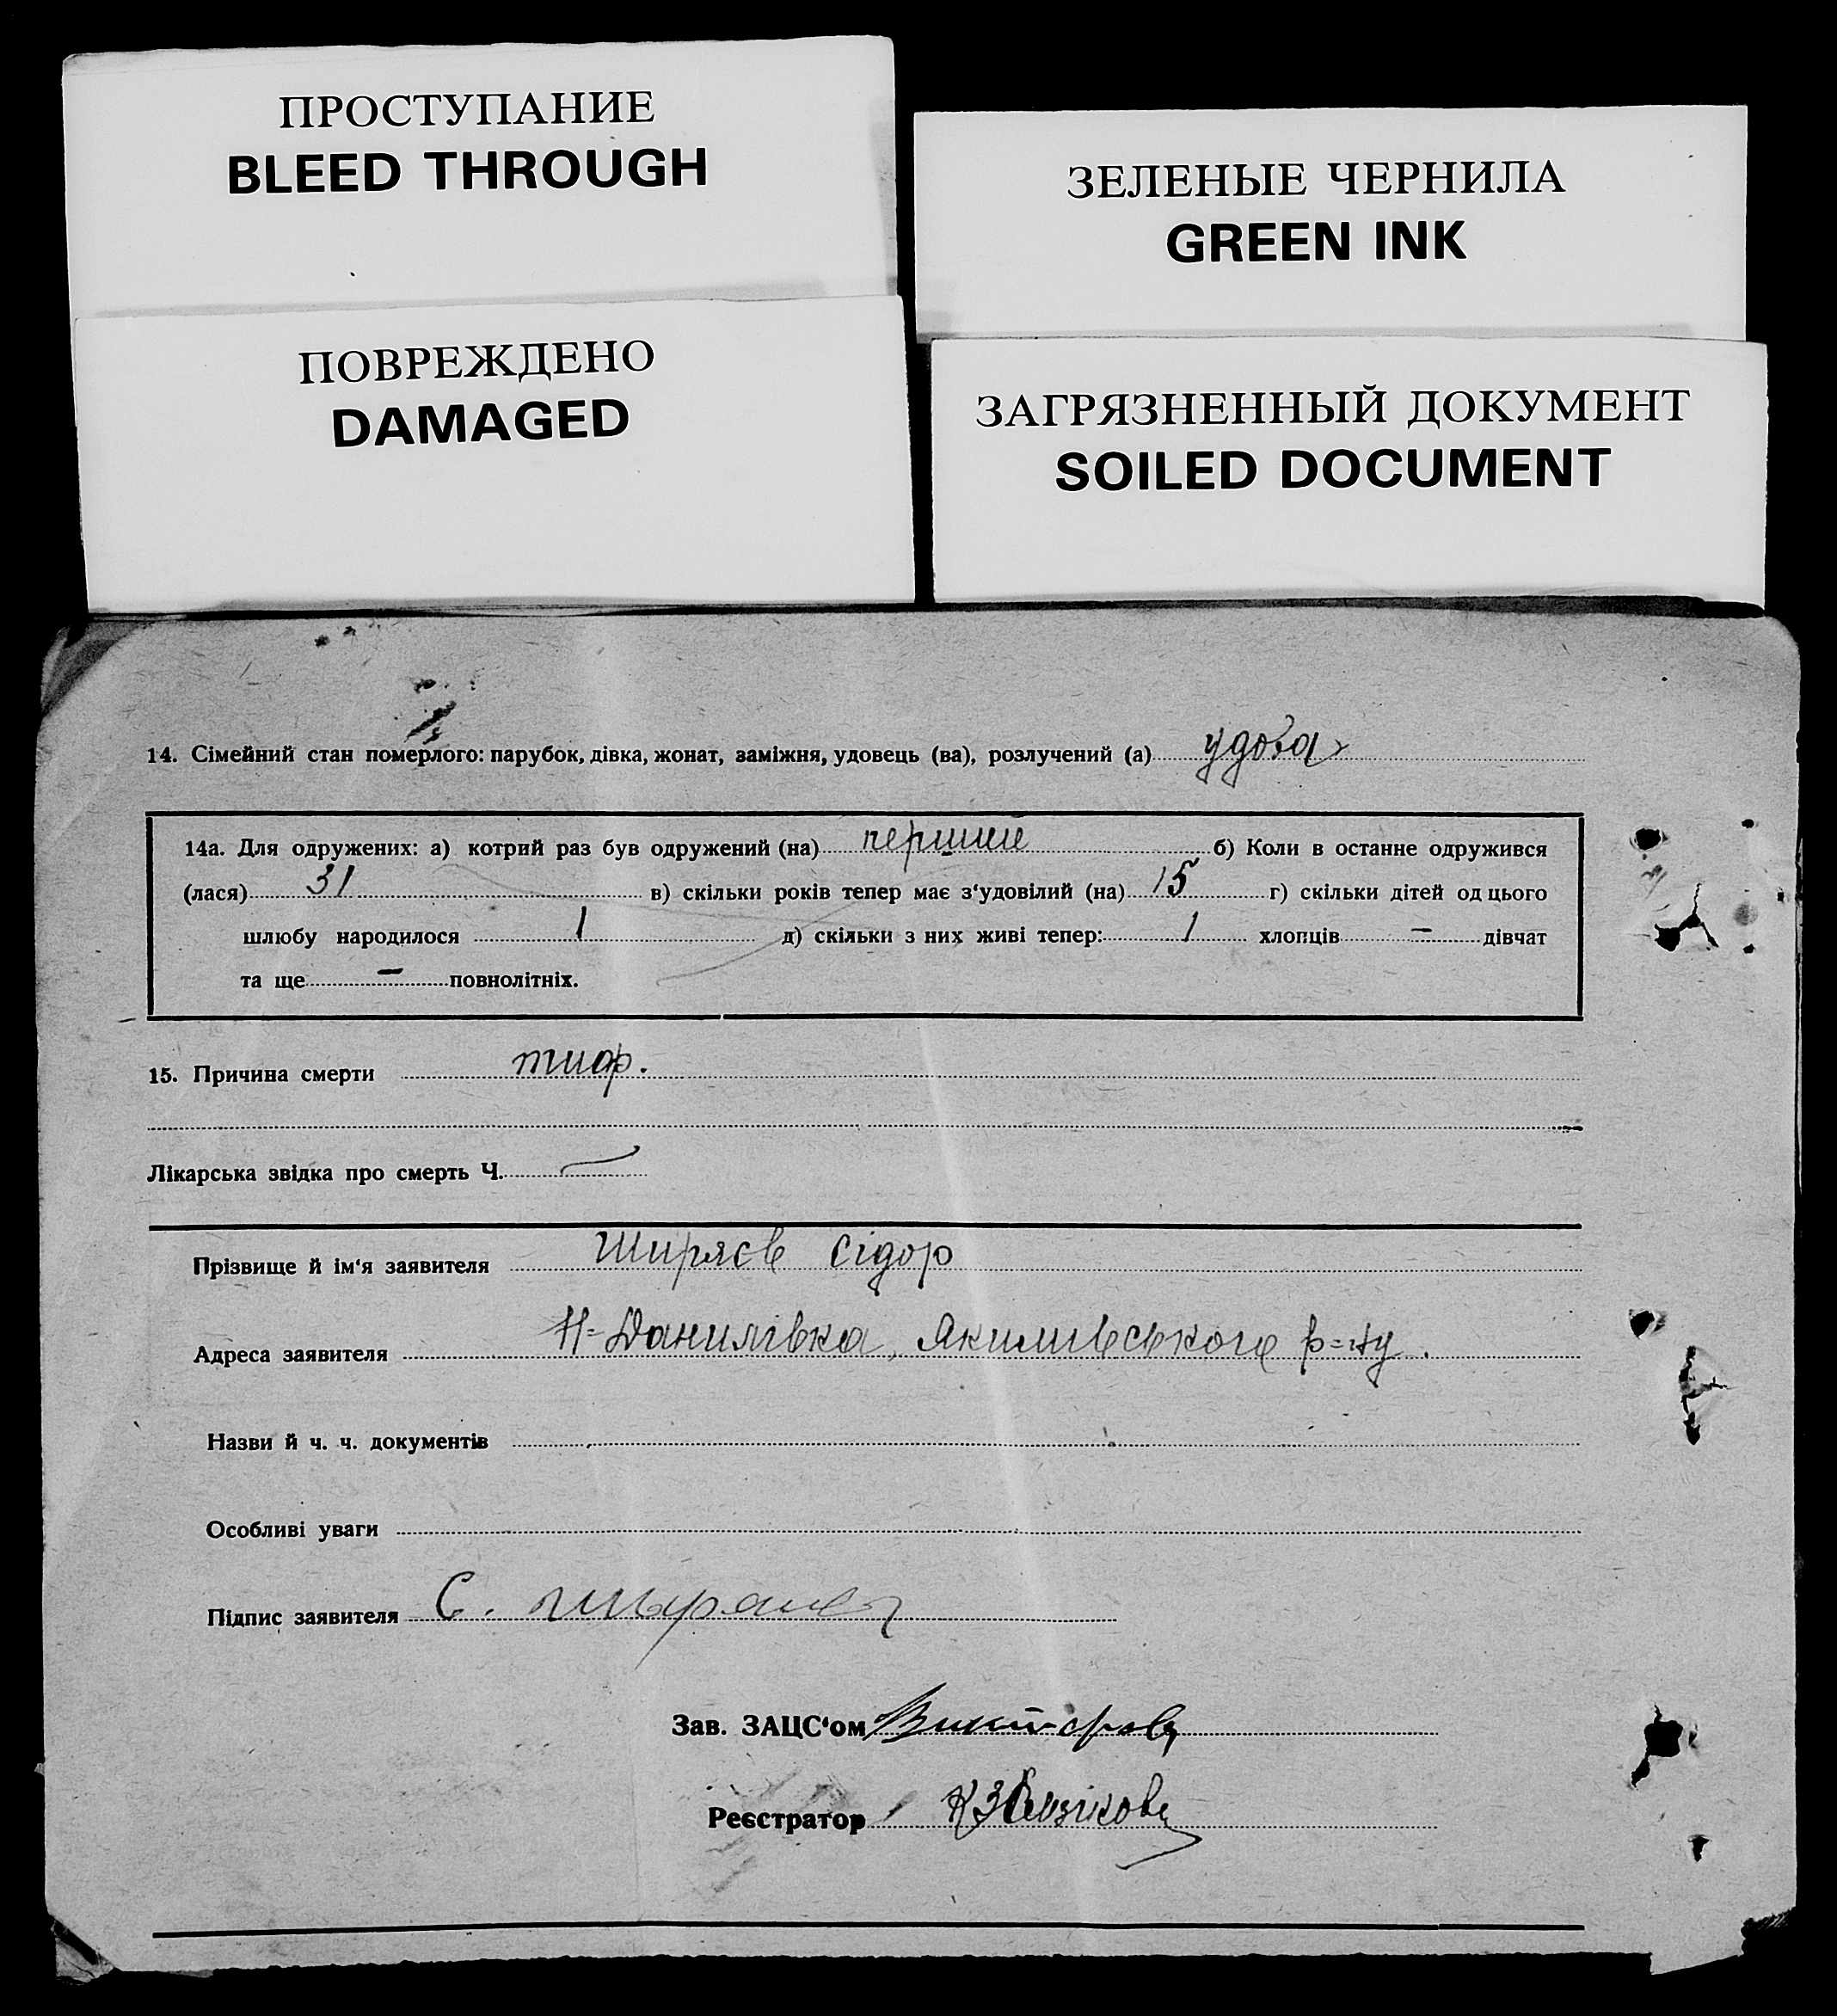 ПРОСТУПАНИЕ
BLEED THROUGH
ЗЕЛЕНЫЕ ЧЕРНИЛА
GREEN INK
ПОВРЕЖДЕНО
DAMAGED
ЗАГРЯЗНЕННЫЙ ДОКУМЕНТ
SOILED DOCUMENT
14. Сімейний стан померлого: парубок, дівка, жонат, заміжня, удовець (ва), розлучений (а) удова
14а. Для одружених: а) котрий раз був одружений (на) перший б) Коли в останне одружився
(лася) 31 в) скільки років тепер має з'удовілий (на) 15 г) скільки дітей од цього
шлюбу народилося 1 д) скільки з них живі тепер: 1 хлопців - дівчат
та ще - повнолітніх.
15. Причина смерти тиф.
Лікарська звідка про смерть Ч.
Прізвище й ім'я заявителя Ширяєв Сідор
Адреса заявителя Н=Данилівка, Якимівського р=ну.
Назви й ч. ч. документів
Особливі уваги
Підпис заявителя С.
Зав. ЗАЦС'ом
Реєстратор